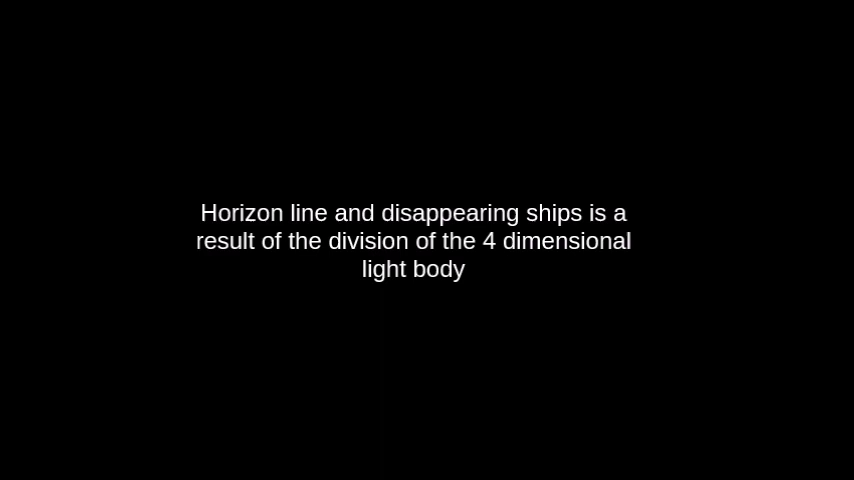 Horizon line and disappearing ships is a
result of the division of the 4 dimensional
light body